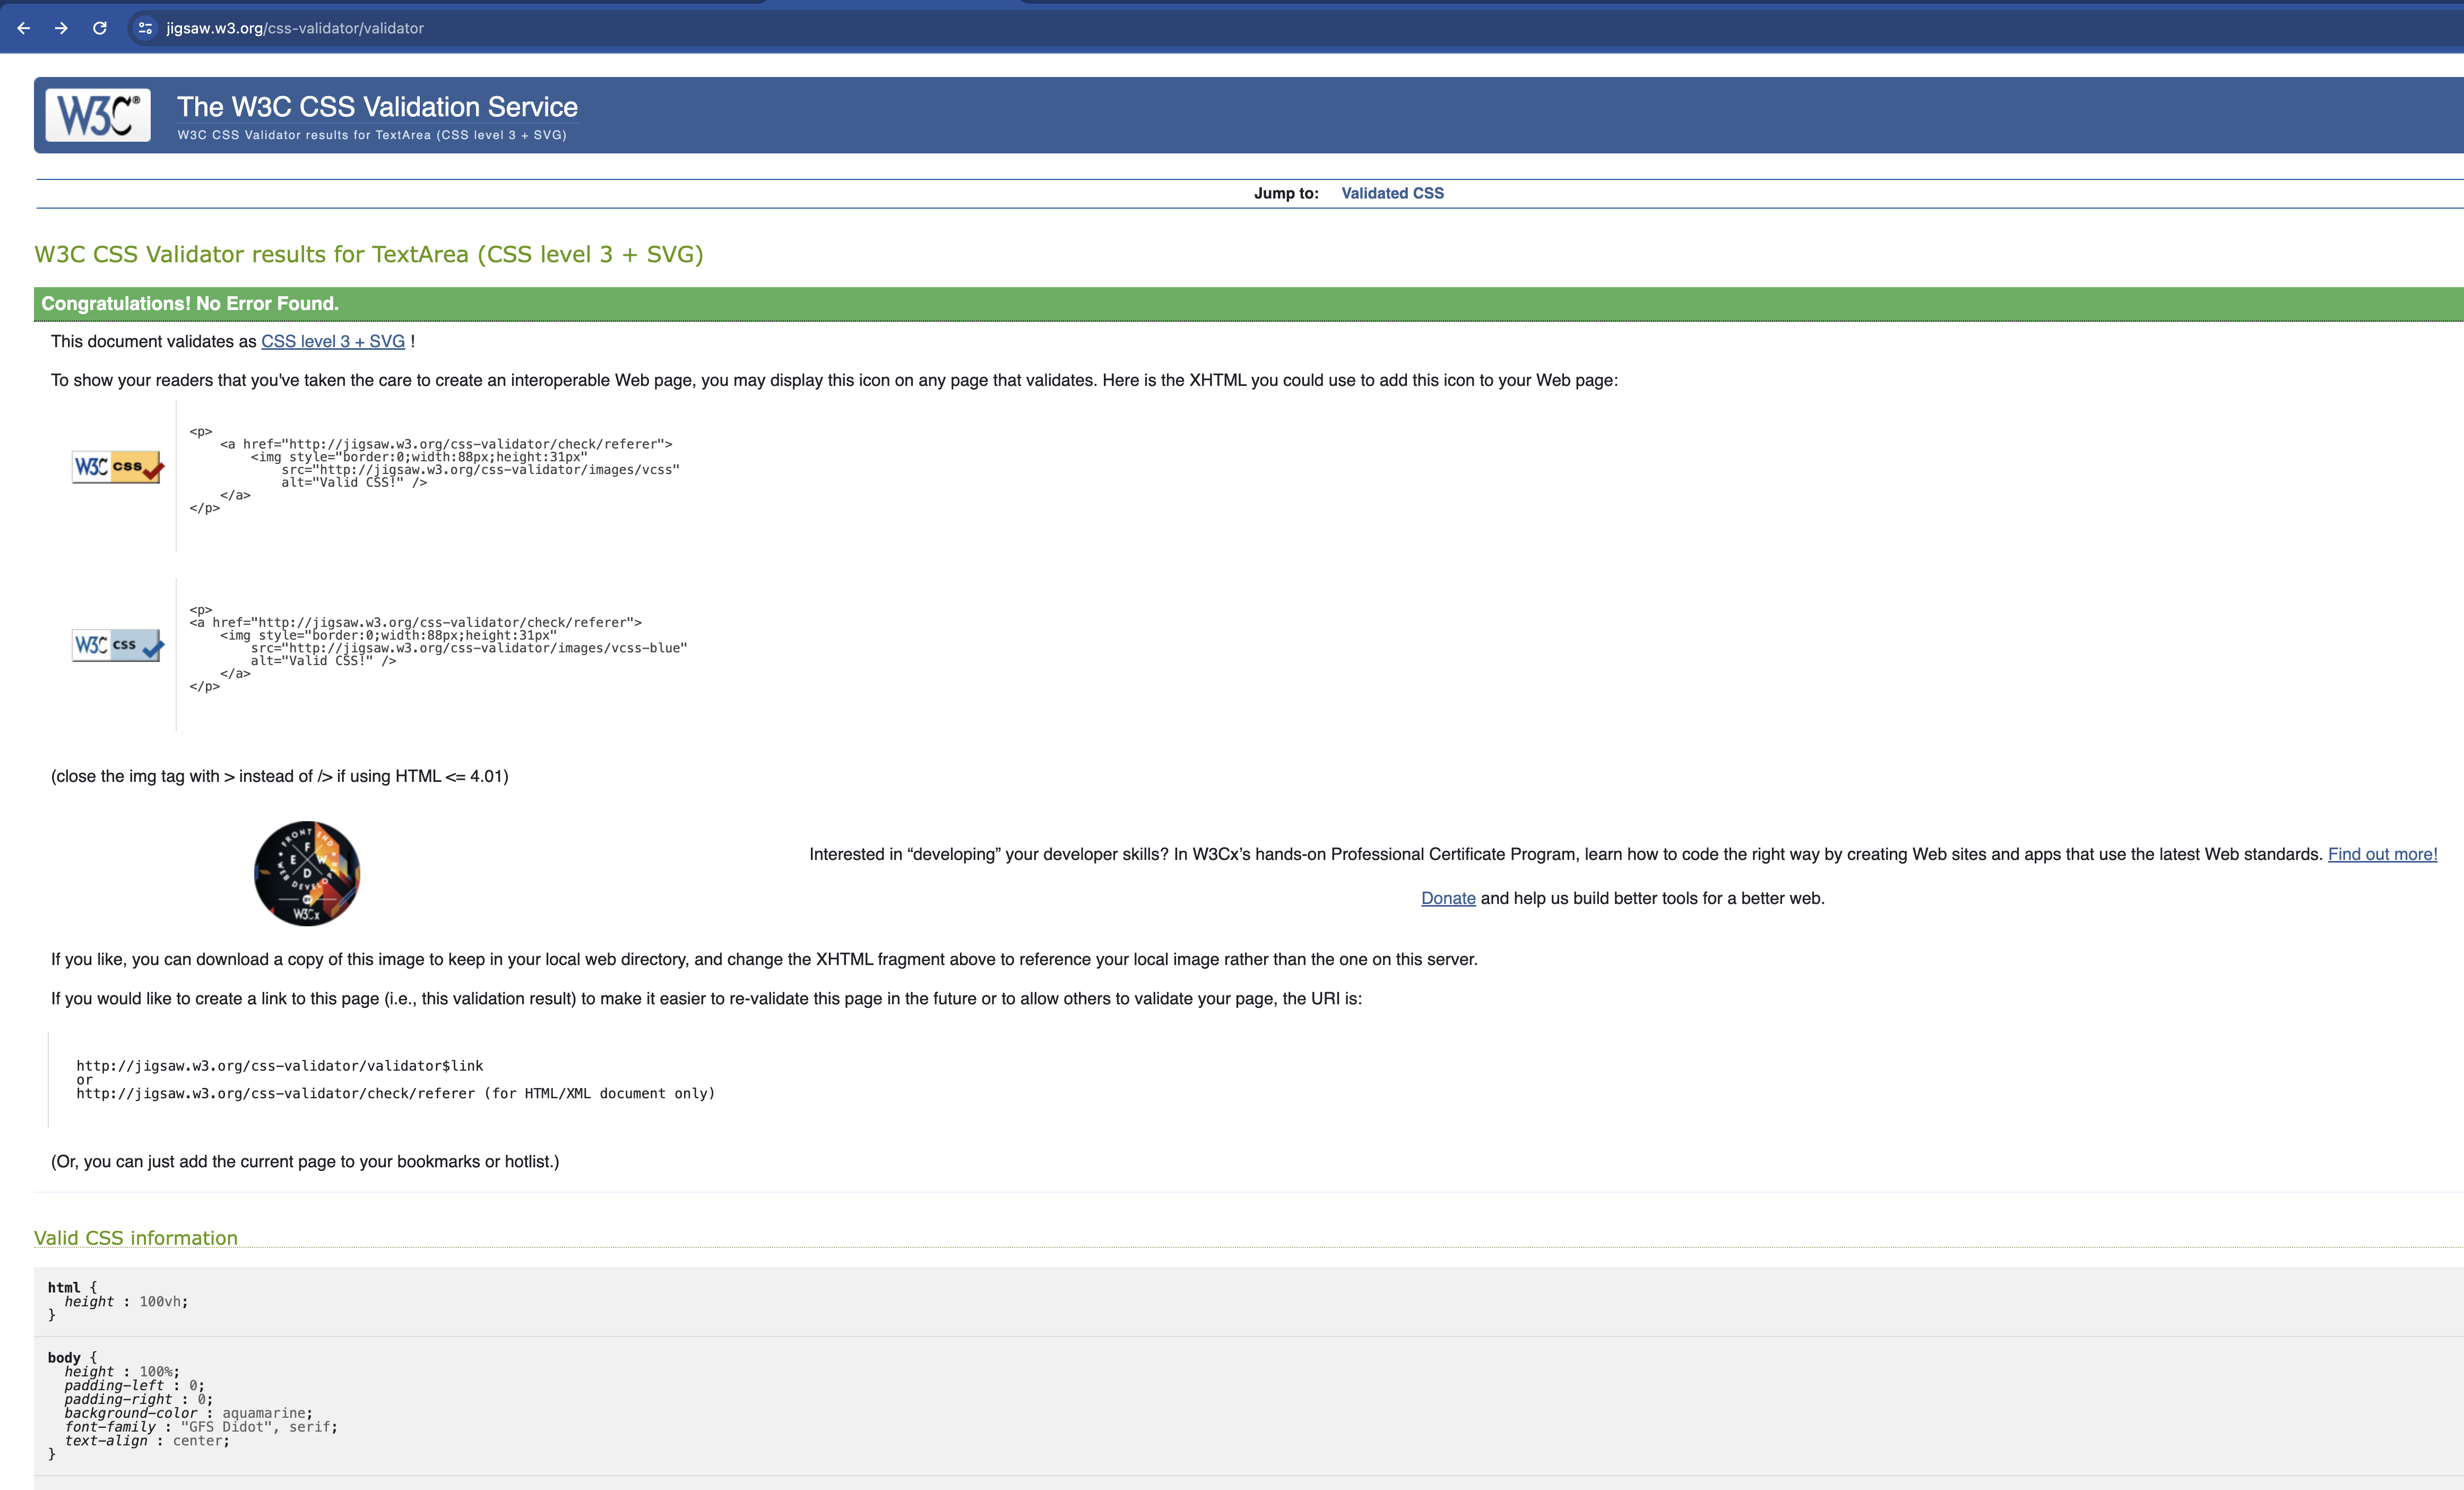 jigsaw.w3.org/css-validator/validator
W3C®
The W3C CSS Validation Service
W3C CSS Validator results for TextArea (CSS level 3 + SVG)
Jump to: Validated CSS
W3C CSS Validator results for TextArea (CSS level 3 + SVG)
Congratulations! No Error Found.
This document validates as CSS level 3 + SVG !
To show your readers that you've taken the care to create an interoperable Web page, you may display this icon on any page that validates. Here is the XHTML you could use to add this icon to your Web page:
W3C css
<p>
    <a href="http://jigsaw.w3.org/css-validator/check/referer">
        <img style="border:0;width:88px;height:31px"
            src="http://jigsaw.w3.org/css-validator/images/vcss"
            alt="Valid CSS!" />
    </a>
</p>
W3C css
<p>
<a href="http://jigsaw.w3.org/css-validator/check/referer">
    <img style="border:0;width:88px;height:31px"
        src="http://jigsaw.w3.org/css-validator/images/vcss-blue"
        alt="Valid CSS!" />
    </a>
</p>
(close the img tag with > instead of /> if using HTML <= 4.01)
FRONT END
F
E W
D
WEB DEVELOPER
BY
W3Cx
Interested in “developing” your developer skills? In W3Cx’s hands-on Professional Certificate Program, learn how to code the right way by creating Web sites and apps that use the latest Web standards. Find out more!
Donate and help us build better tools for a better web.
If you like, you can download a copy of this image to keep in your local web directory, and change the XHTML fragment above to reference your local image rather than the one on this server.
If you would like to create a link to this page (i.e., this validation result) to make it easier to re-validate this page in the future or to allow others to validate your page, the URI is:
http://jigsaw.w3.org/css-validator/validator$link
or
http://jigsaw.w3.org/css-validator/check/referer (for HTML/XML document only)
(Or, you can just add the current page to your bookmarks or hotlist.)
Valid CSS information
html {
  height : 100vh;
}
body {
  height : 100%;
  padding-left : 0;
  padding-right : 0;
  background-color : aquamarine;
  font-family : "GFS Didot", serif;
  text-align : center;
}